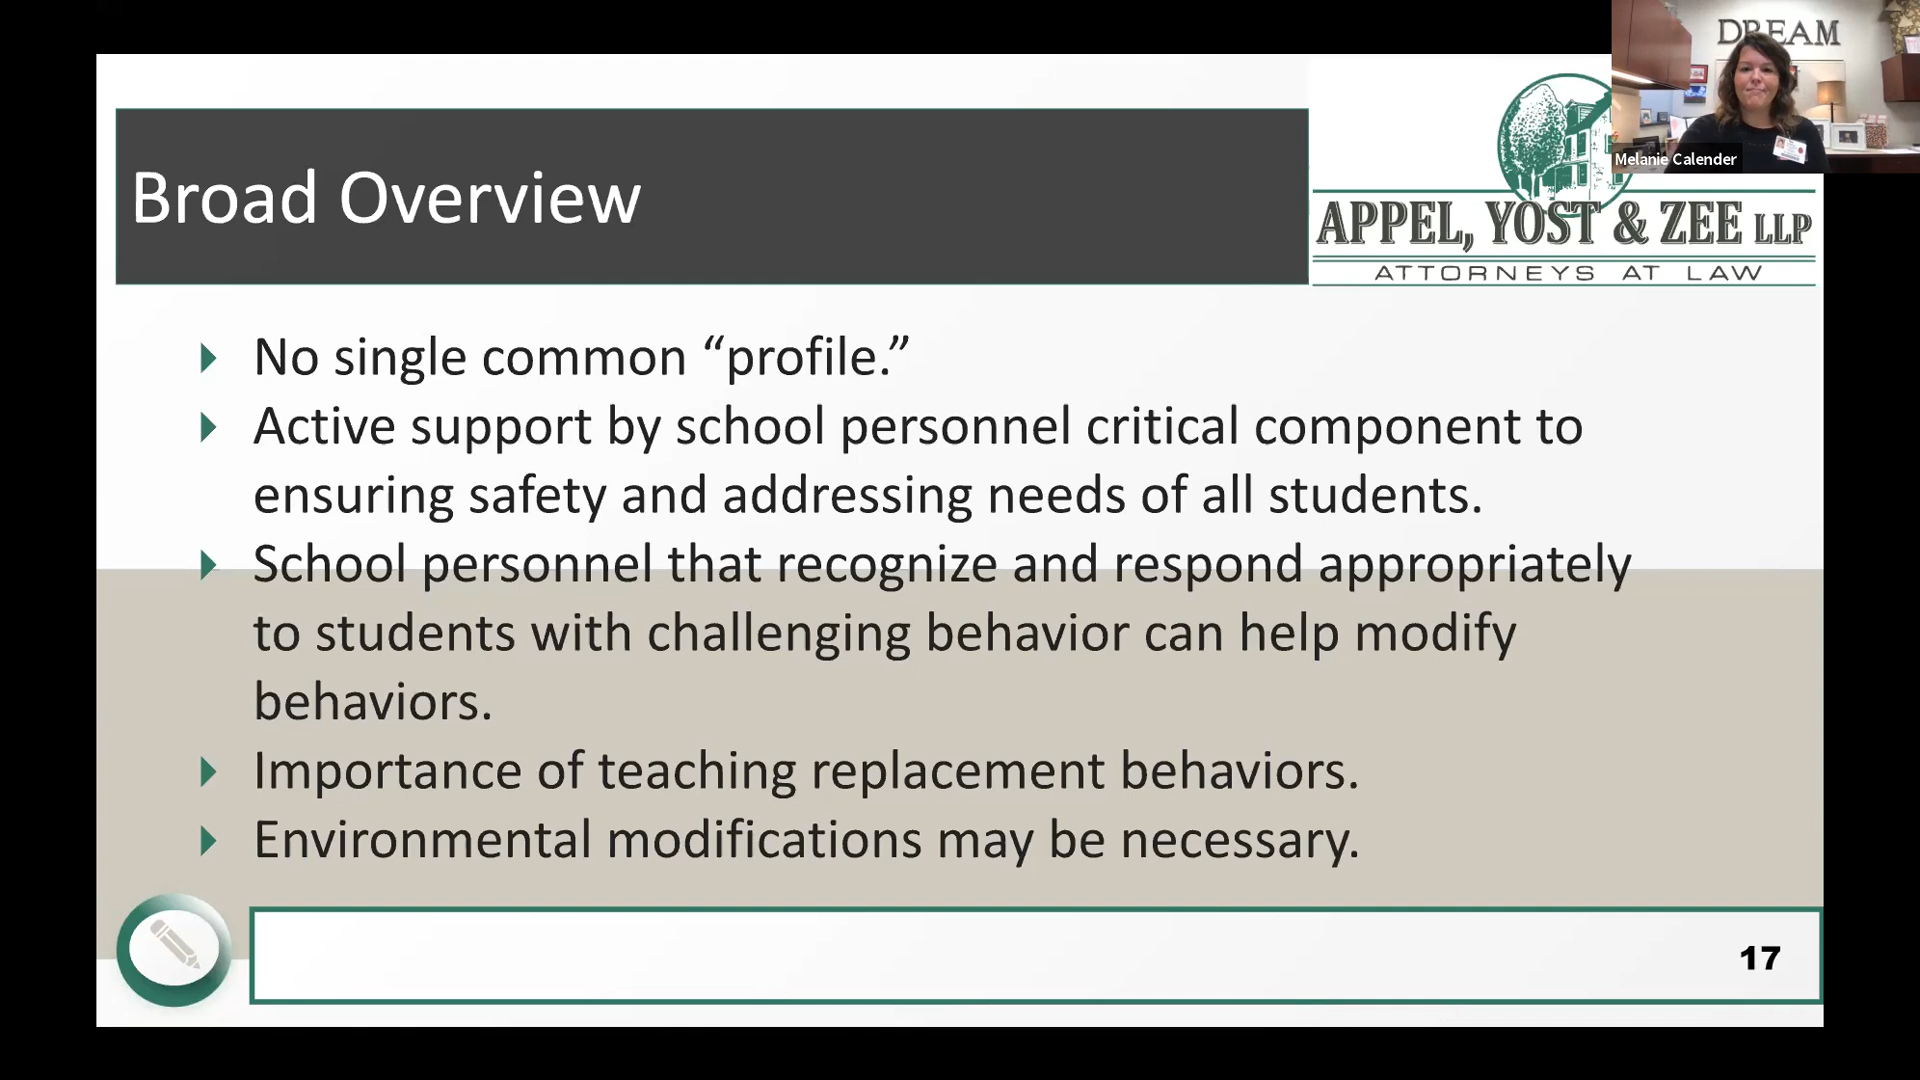 DREAM
Melanie Calender
Broad Overview
APPEL, YOST & ZEE LLP
ATTORNEYS AT LAW
No single common “profile.”
Active support by school personnel critical component to
ensuring safety and addressing needs of all students.
School personnel that recognize and respond appropriately
to students with challenging behavior can help modify
behaviors.
Importance of teaching replacement behaviors.
Environmental modifications may be necessary.
17